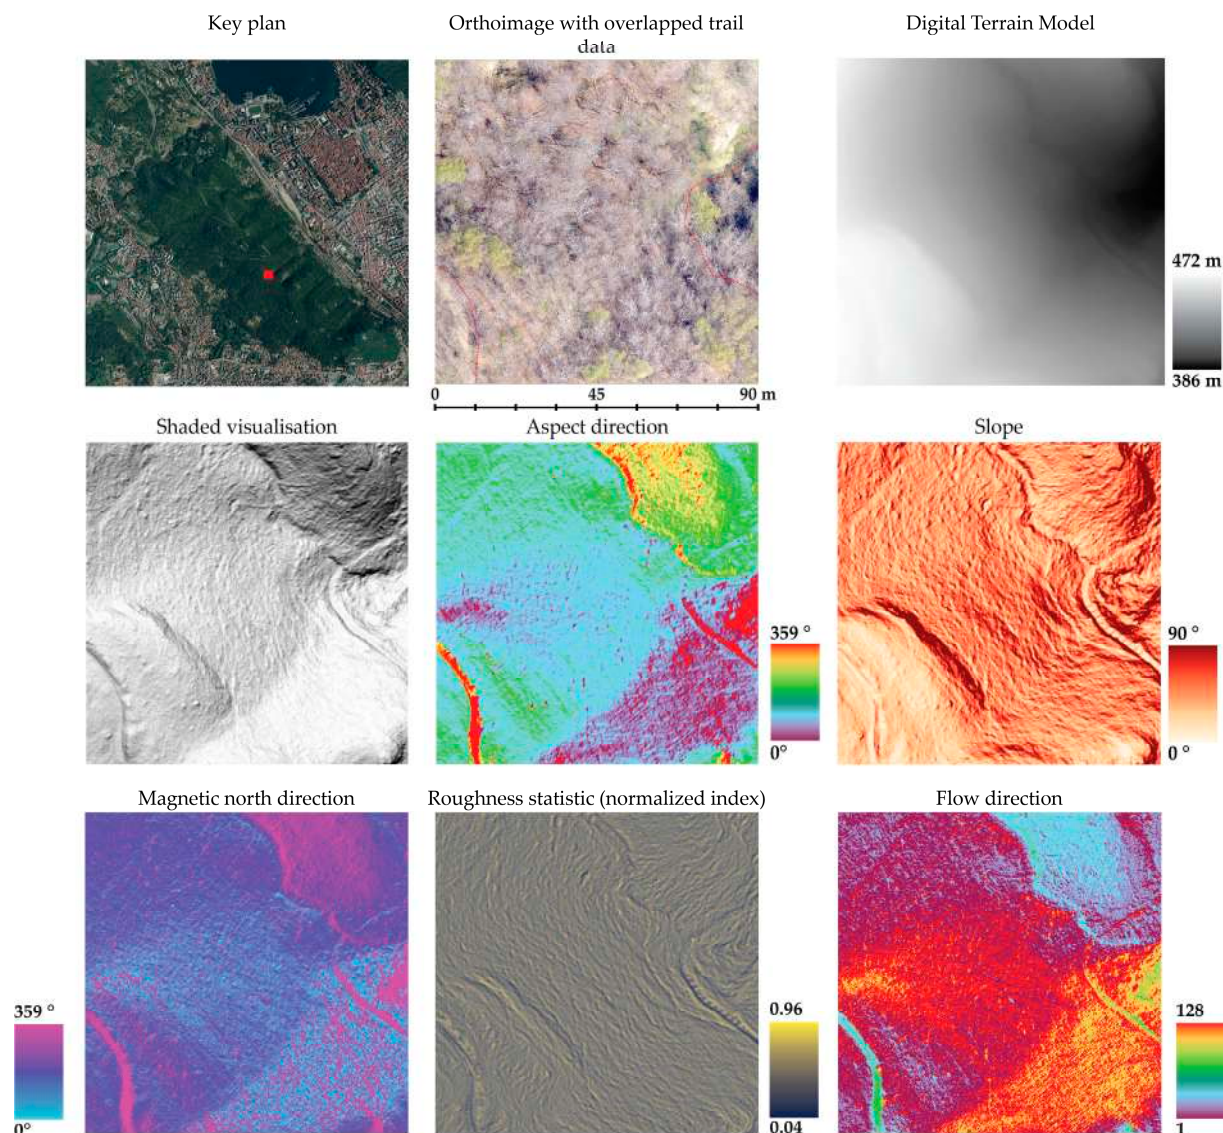 Key plan
Orthoimage with overlapped trail
data
Digital Terrain Model
472 m
386 m
0 45 90 m
Shaded visualisation
Aspect direction
Slope
359 °
0°
90 °
0 °
Magnetic north direction
Roughness statistic (normalized index)
Flow direction
359 °
0°
0.96
0.04
128
1